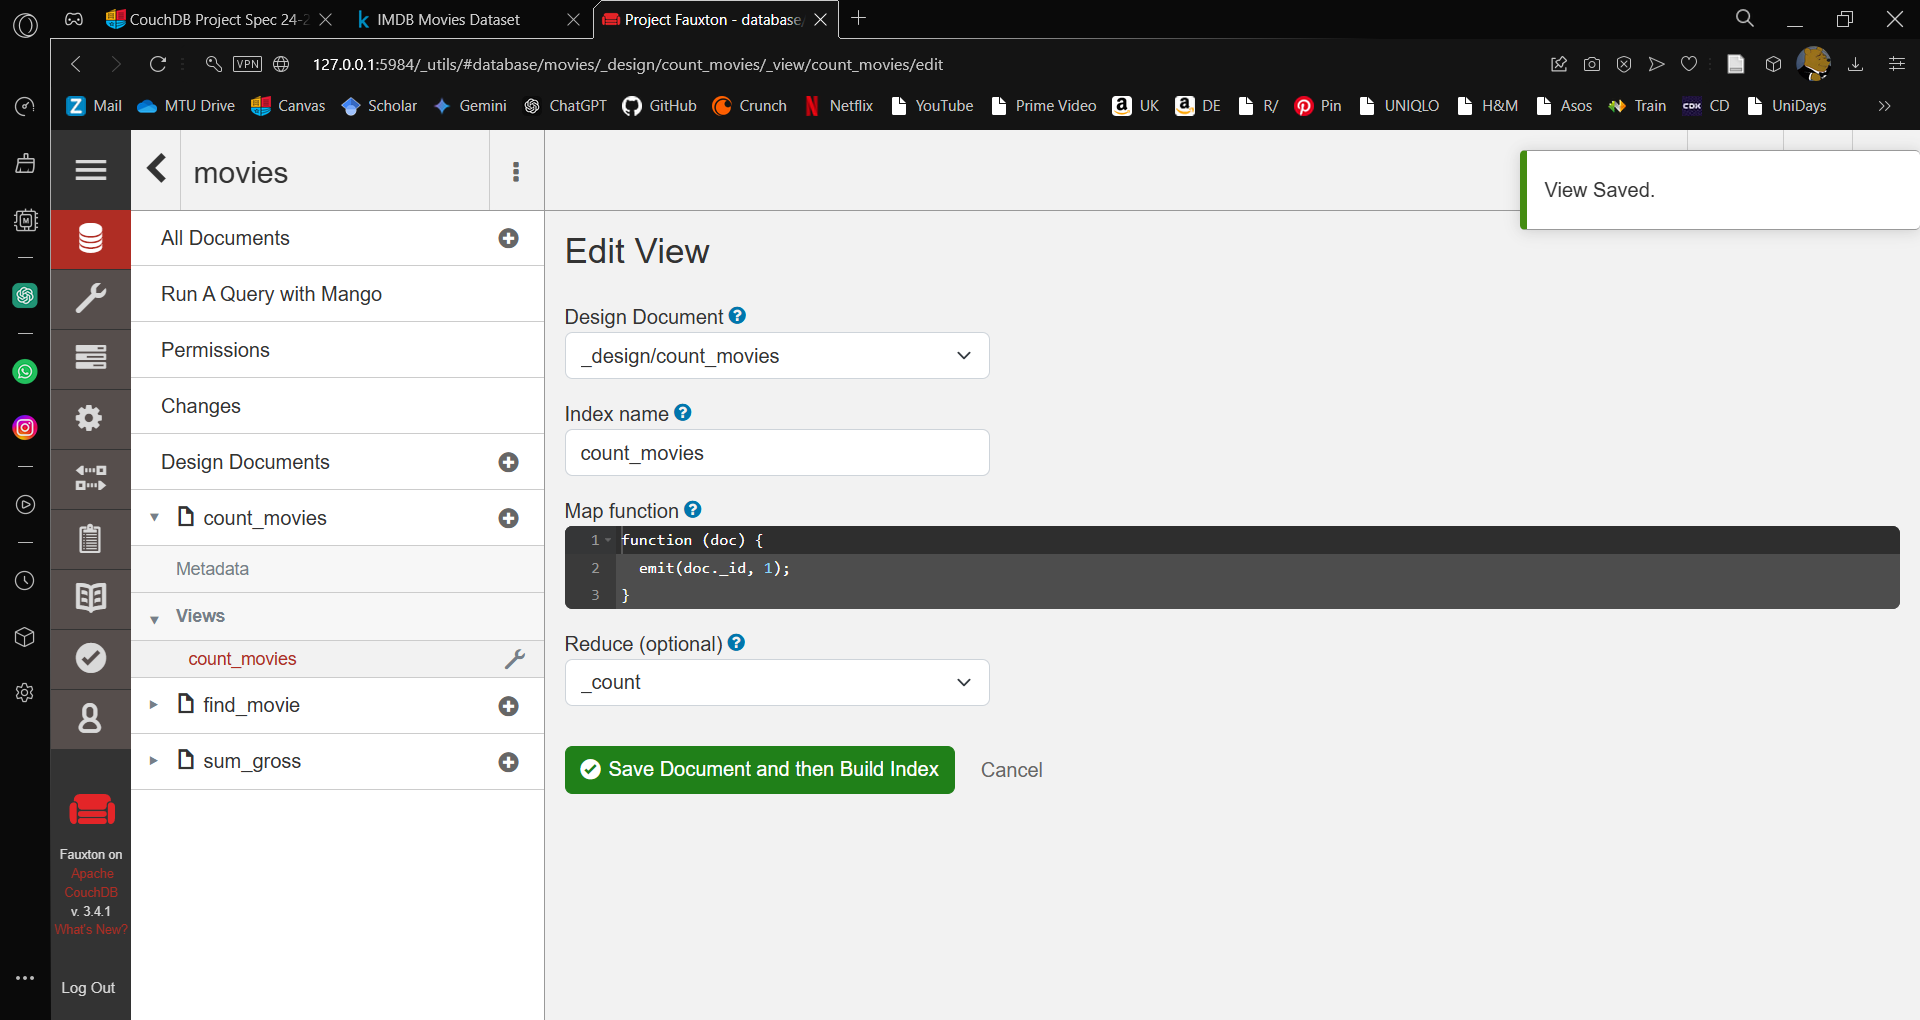 CouchDB Project Spec 24-2
IMDB Movies Dataset
Project Fauxton - database/
VPN
127.0.0.1:5984/_utils/#database/movies/_design/count_movies/_view/count_movies/edit
Mail
MTU Drive
Canvas
Scholar
Gemini
ChatGPT
GitHub
Crunch
Netflix
YouTube
Prime Video
UK
DE
R/
Pin
UNIQLO
H&M
Asos
Train
CD
UniDays
movies
View Saved.
All Documents
Run A Query with Mango
Permissions
Changes
Design Documents
count_movies
Metadata
Views
count_movies
find_movie
sum_gross
Edit View
Design Document
_design/count_movies
Index name
count_movies
Map function
1 function (doc) {
2 emit(doc._id, 1);
3 }
Reduce (optional)
_count
Save Document and then Build Index
Cancel
Fauxton on
Apache
CouchDB
v. 3.4.1
What's New?
Log Out